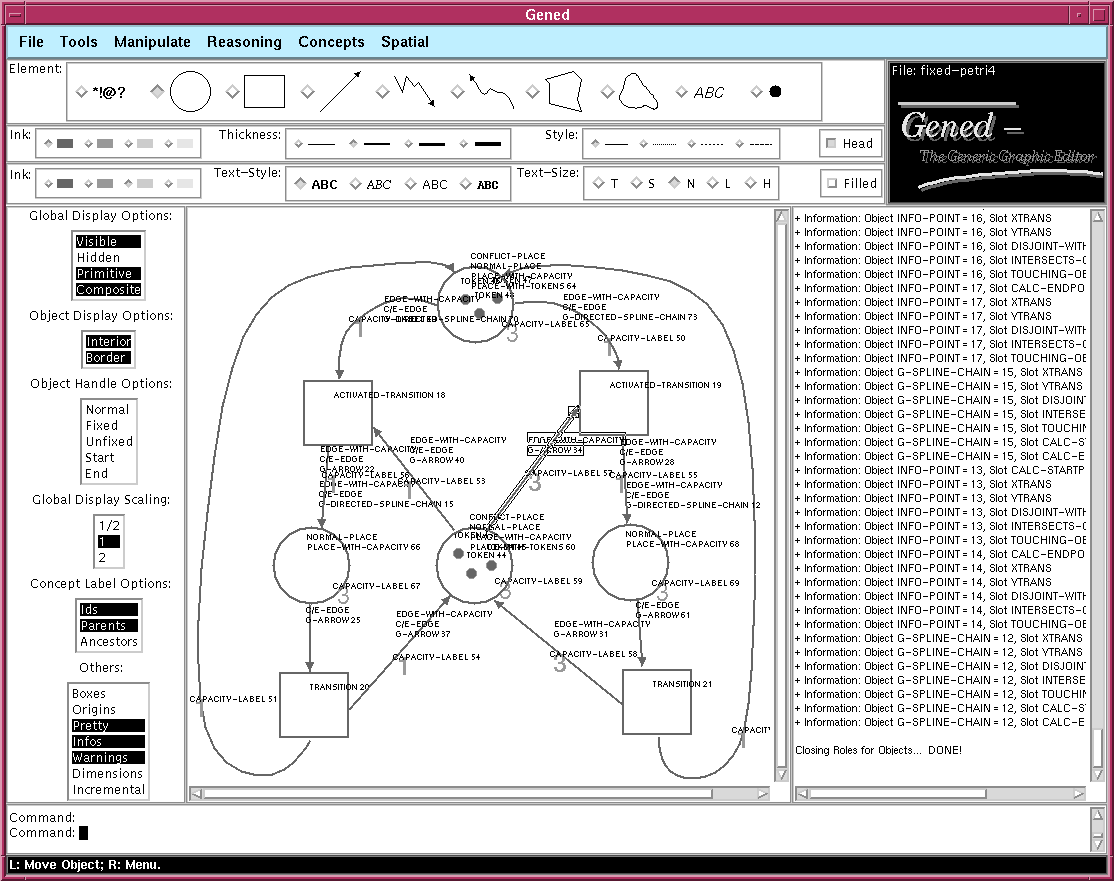 Gened
File Tools Manipulate Reasoning Concepts Spatial
Element:
*!@?
ABC
File: fixed-petri4
Gened –
The Generic Graphic Editor
Ink:
Thickness:
Style:
Head
Ink:
Text-Style:
ABC ABC ABC ABC
Text-Size:
T S N L H
Filled
Global Display Options:
Visible
Hidden
Primitive
Composite
Object Display Options:
Interior
Border
Object Handle Options:
Normal
Fixed
Unfixed
Start
End
Global Display Scaling:
1/2
1
2
Concept Label Options:
Ids
Parents
Ancestors
Others:
Boxes
Origins
Pretty
Infos
Warnings
Dimensions
Incremental
CONFLICT-PLACE
NORMAL-PLACE
PLACE-WITH-CAPACITY
PLACE-WITH-TOKENS 64
TOKEN 48
EDGE-WITH-CAPACITY
C/E-EDGE
G-DIRECTED-SPLINE-CHAIN 70
1
CAPACITY-LABEL 65
3
EDGE-WITH-CAPACITY
C/E-EDGE
G-DIRECTED-SPLINE-CHAIN 73
CAPACITY-LABEL 50
1
ACTIVATED-TRANSITION 18
ACTIVATED-TRANSITION 19
EDGE-WITH-CAPACITY
C/E-EDGE
G-ARROW 22
EDGE-WITH-CAPACITY
C/E-EDGE
G-DIRECTED-SPLINE-CHAIN 15
EDGE-WITH-CAPACITY
G-ARROW 40
CAPACITY-LABEL 53
1
EDGE-WITH-CAPACITY
G-ARROW 34
CAPACITY-LABEL 57
3
EDGE-WITH-CAPACITY
C/E-EDGE
G-ARROW 28
CAPACITY-LABEL 55
1
EDGE-WITH-CAPACITY
C/E-EDGE
G-DIRECTED-SPLINE-CHAIN 12
NORMAL-PLACE
PLACE-WITH-CAPACITY 66
CAPACITY-LABEL 67
3
CONFLICT-PLACE
NORMAL-PLACE
PLACE-WITH-CAPACITY
PLACE-WITH-TOKENS 60
TOKEN 44
CAPACITY-LABEL 59
3
NORMAL-PLACE
PLACE-WITH-CAPACITY 68
CAPACITY-LABEL 69
3
C/E-EDGE
G-ARROW 25
EDGE-WITH-CAPACITY
C/E-EDGE
G-ARROW 37
CAPACITY-LABEL 54
1
EDGE-WITH-CAPACITY
G-ARROW 31
CAPACITY-LABEL 58
3
C/E-EDGE
G-ARROW 61
CAPACITY-LABEL 51
1
TRANSITION 20
TRANSITION 21
CAPACITY
1
+ Information: Object INFO-POINT = 16, Slot XTRANS
+ Information: Object INFO-POINT = 16, Slot YTRANS
+ Information: Object INFO-POINT = 16, Slot DISJOINT-WITH
+ Information: Object INFO-POINT = 16, Slot INTERSECTS-O
+ Information: Object INFO-POINT = 16, Slot TOUCHING-OB
+ Information: Object INFO-POINT = 17, Slot CALC-ENDPO
+ Information: Object INFO-POINT = 17, Slot XTRANS
+ Information: Object INFO-POINT = 17, Slot YTRANS
+ Information: Object INFO-POINT = 17, Slot DISJOINT-WITH
+ Information: Object INFO-POINT = 17, Slot INTERSECTS-O
+ Information: Object INFO-POINT = 17, Slot TOUCHING-OB
+ Information: Object G-SPLINE-CHAIN = 15, Slot XTRANS
+ Information: Object G-SPLINE-CHAIN = 15, Slot YTRANS
+ Information: Object G-SPLINE-CHAIN = 15, Slot DISJOIN
+ Information: Object G-SPLINE-CHAIN = 15, Slot INTERSE
+ Information: Object G-SPLINE-CHAIN = 15, Slot TOUCHIN
+ Information: Object G-SPLINE-CHAIN = 15, Slot CALC-ST
+ Information: Object G-SPLINE-CHAIN = 15, Slot CALC-E
+ Information: Object INFO-POINT = 13, Slot CALC-STARTP
+ Information: Object INFO-POINT = 13, Slot XTRANS
+ Information: Object INFO-POINT = 13, Slot YTRANS
+ Information: Object INFO-POINT = 13, Slot DISJOINT-WITH
+ Information: Object INFO-POINT = 13, Slot INTERSECTS-O
+ Information: Object INFO-POINT = 13, Slot TOUCHING-OB
+ Information: Object INFO-POINT = 14, Slot CALC-ENDPO
+ Information: Object INFO-POINT = 14, Slot XTRANS
+ Information: Object INFO-POINT = 14, Slot YTRANS
+ Information: Object INFO-POINT = 14, Slot DISJOINT-WITH
+ Information: Object INFO-POINT = 14, Slot INTERSECTS-O
+ Information: Object INFO-POINT = 14, Slot TOUCHING-OB
+ Information: Object G-SPLINE-CHAIN = 12, Slot XTRANS
+ Information: Object G-SPLINE-CHAIN = 12, Slot YTRANS
+ Information: Object G-SPLINE-CHAIN = 12, Slot DISJOIN
+ Information: Object G-SPLINE-CHAIN = 12, Slot INTERSE
+ Information: Object G-SPLINE-CHAIN = 12, Slot TOUCHIN
+ Information: Object G-SPLINE-CHAIN = 12, Slot CALC-ST
+ Information: Object G-SPLINE-CHAIN = 12, Slot CALC-E
Closing Roles for Objects... DONE!
Command:
Command:
L: Move Object; R: Menu.